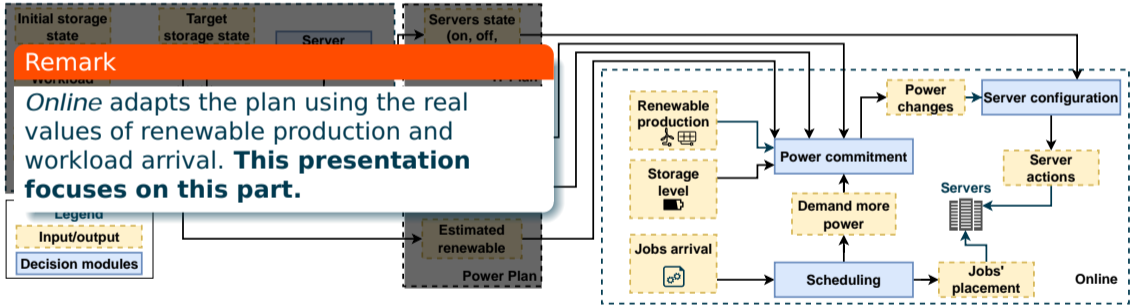 Initial storage
state
Target
storage state
Server
Servers state
(on, off,
Remark
Online adapts the plan using the real
values of renewable production and
workload arrival. This presentation
focuses on this part.
Legend
Input/output
Decision modules
Estimated
renewable
Power Plan
Renewable
production
Storage
level
Jobs arrival
Power commitment
Demand more
power
Scheduling
Power
changes
Server configuration
Server
actions
Servers
Jobs'
placement
Online